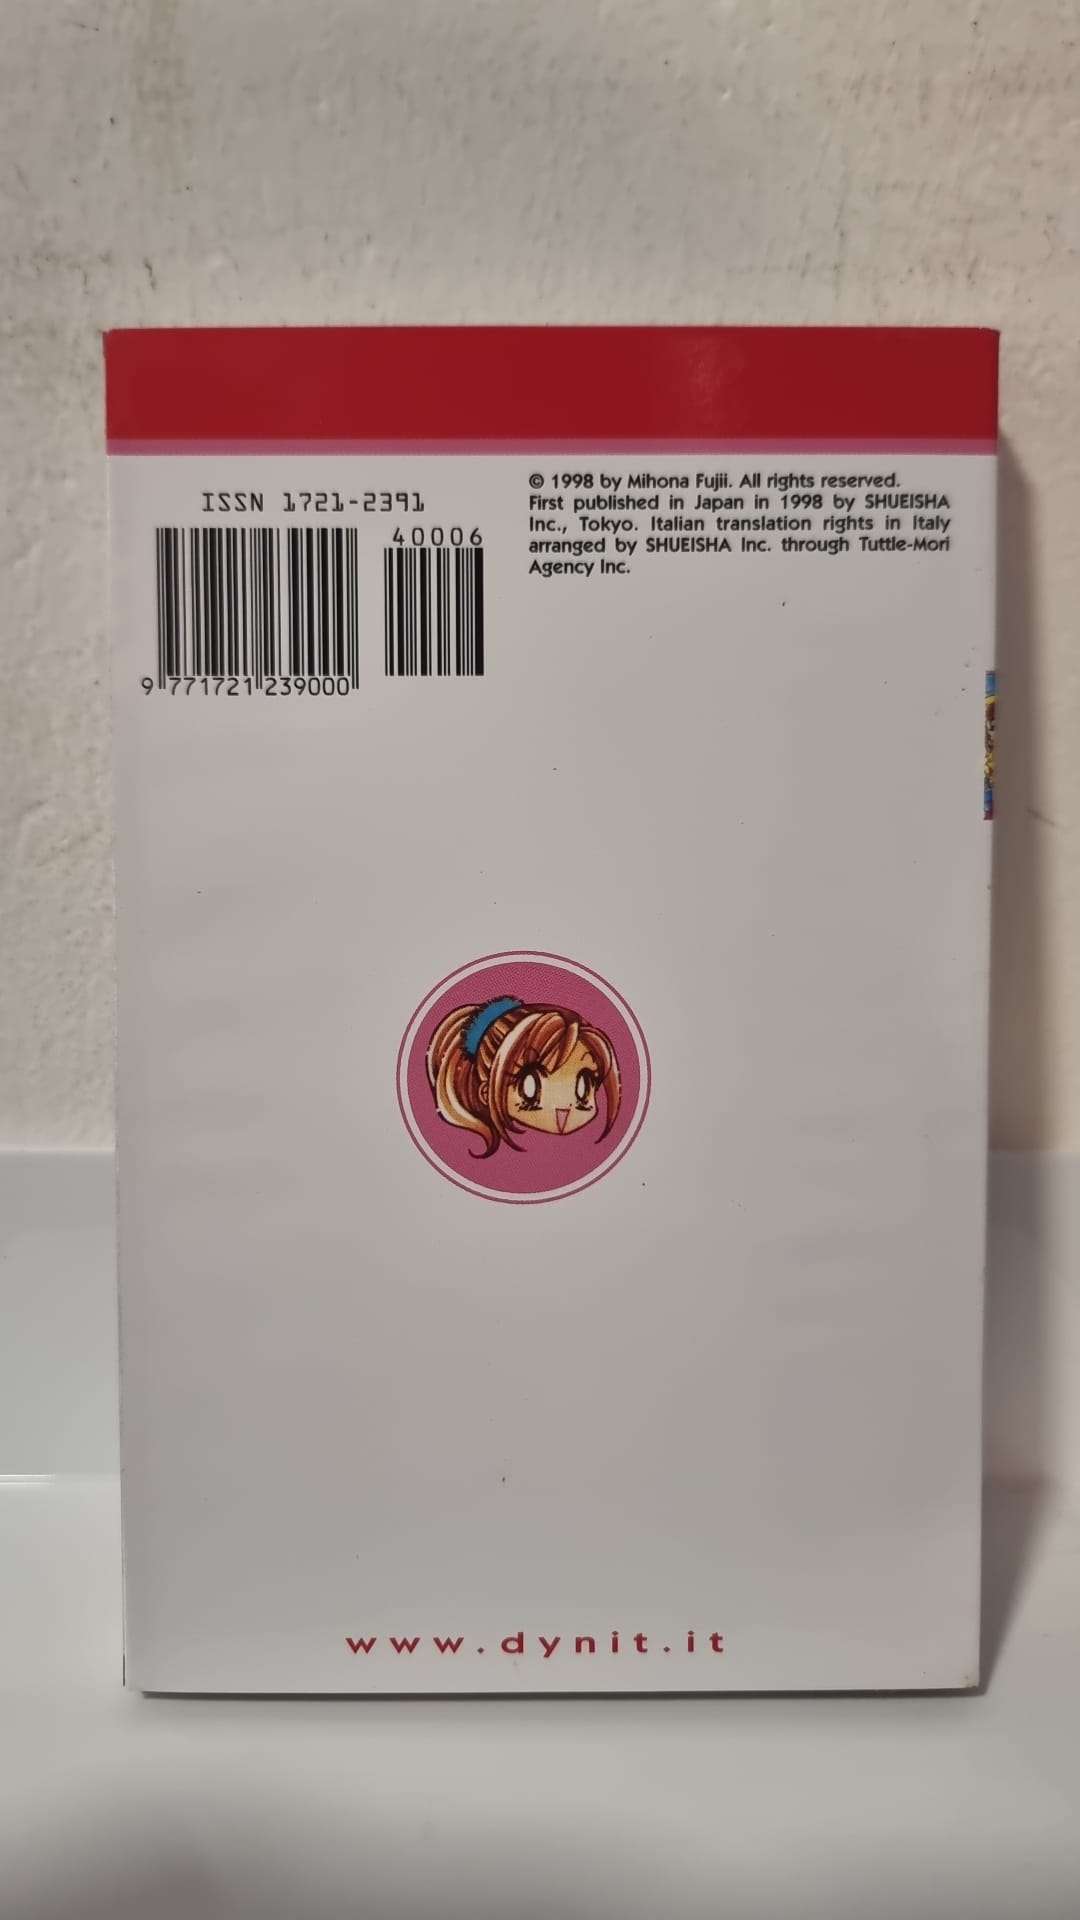 ISSN 1721-2391
40006
9 771721 239000
© 1998 by Mihona Fujii. All rights reserved.
First published in Japan in 1998 by SHUEISHA
Inc., Tokyo. Italian translation rights in Italy
arranged by SHUEISHA Inc. through Tuttle-Mori
Agency Inc.
www.dynit.it